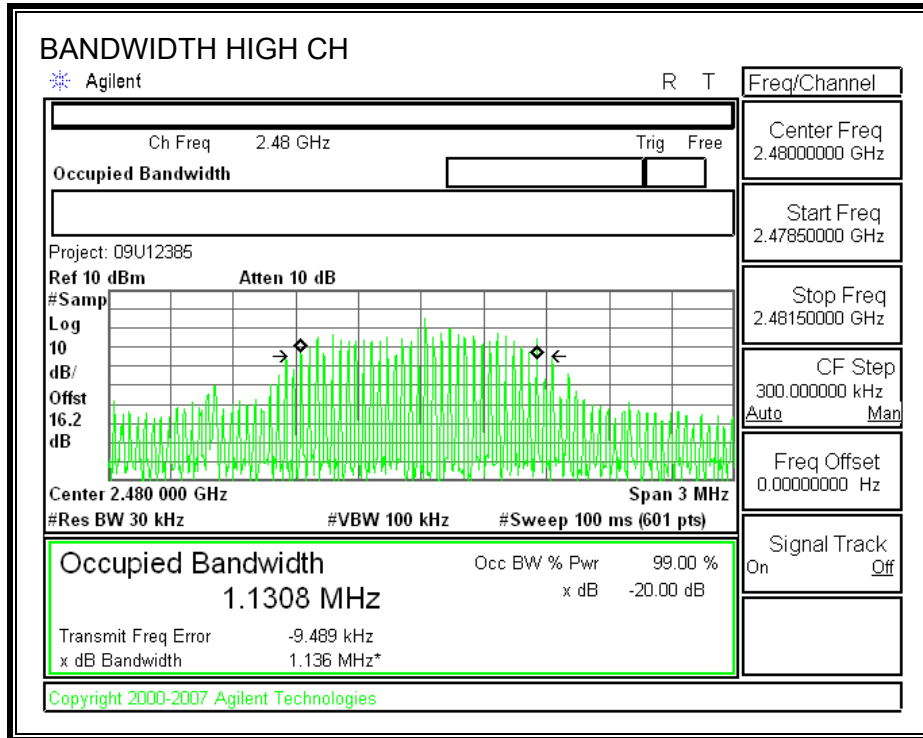 BANDWIDTH HIGH CH
Agilent R T
Ch Freq 2.48 GHz Trig Free
Occupied Bandwidth
Project: 09U12385
Ref 10 dBm Atten 10 dB
#Samp
Log
10
dB/
Offst
16.2
dB
Center 2.480 000 GHz Span 3 MHz
#Res BW 30 kHz #VBW 100 kHz #Sweep 100 ms (601 pts)
Occupied Bandwidth Occ BW % Pwr 99.00 %
1.1308 MHz x dB -20.00 dB
Transmit Freq Error -9.489 kHz
x dB Bandwidth 1.136 MHz*
Copyright 2000-2007 Agilent Technologies
Freq/Channel
Center Freq
2.48000000 GHz
Start Freq
2.47850000 GHz
Stop Freq
2.48150000 GHz
CF Step
300.000000 kHz
Auto Man
Freq Offset
0.00000000 Hz
Signal Track
On Off